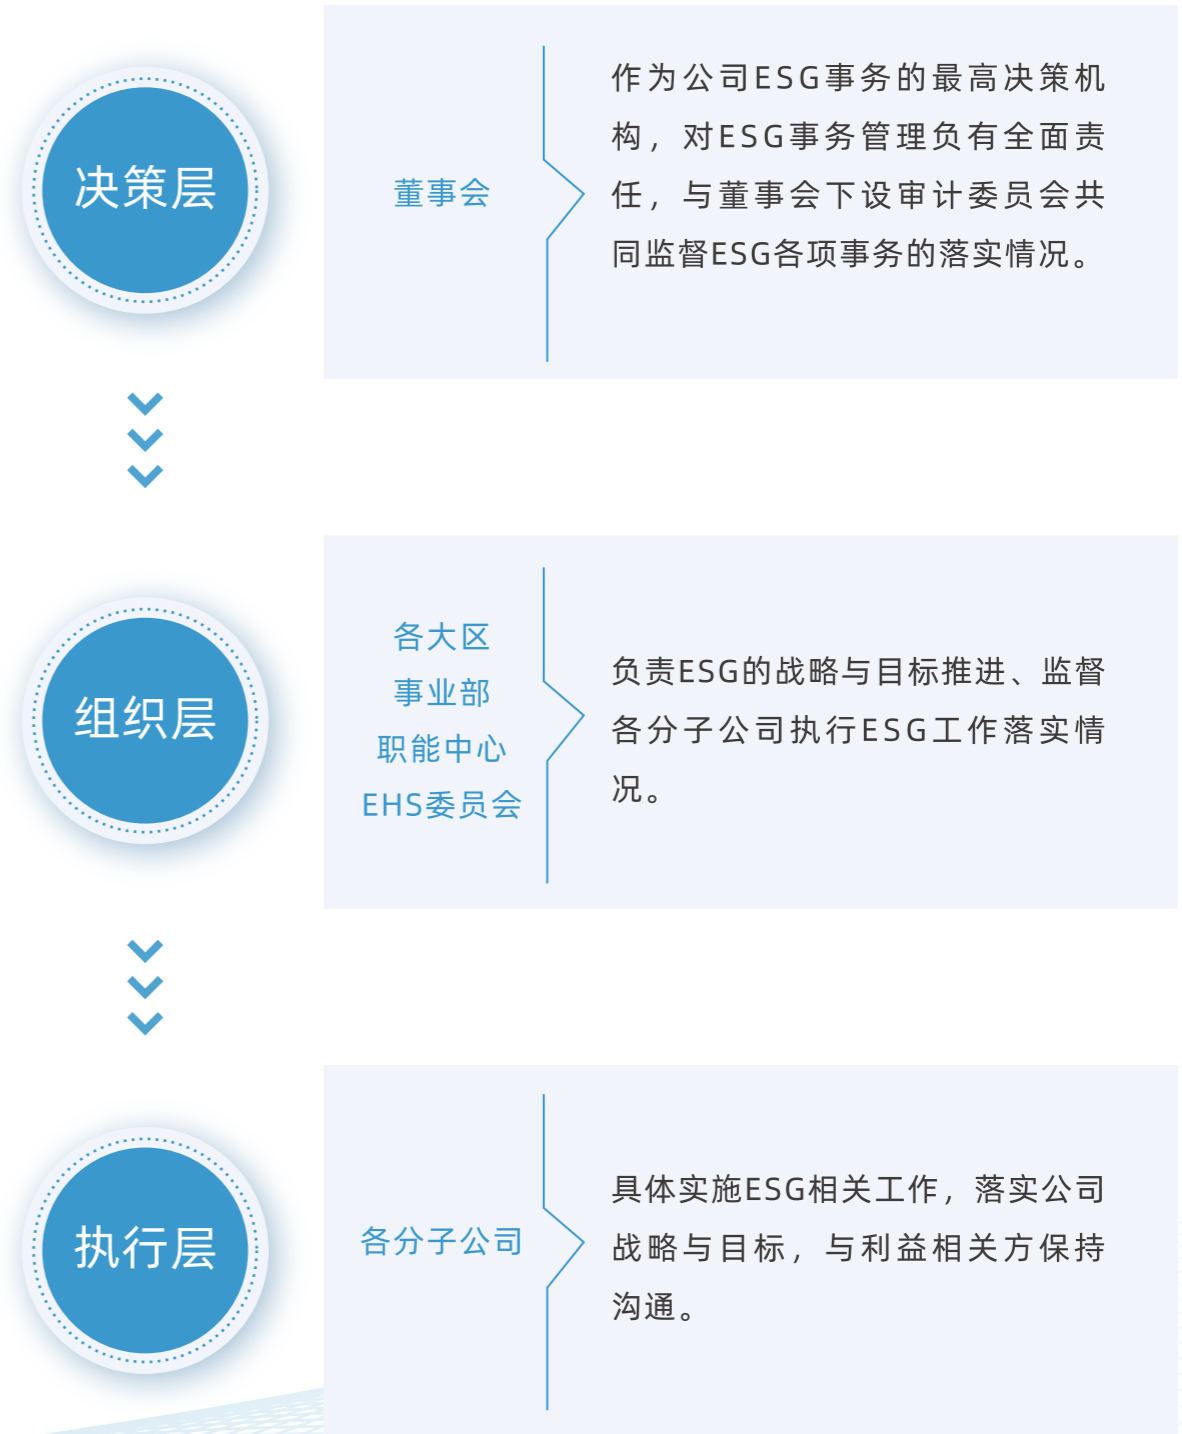 决策层
董事会
作为公司ESG事务的最高决策机
构，对ESG事务管理负有全面责
任，与董事会下设审计委员会共
同监督ESG各项事务的落实情况。
组织层
各大区
事业部
职能中心
EHS委员会
负责ESG的战略与目标推进、监督
各分子公司执行ESG工作落实情
况。
执行层
各分子公司
具体实施ESG相关工作，落实公司
战略与目标，与利益相关方保持
沟通。